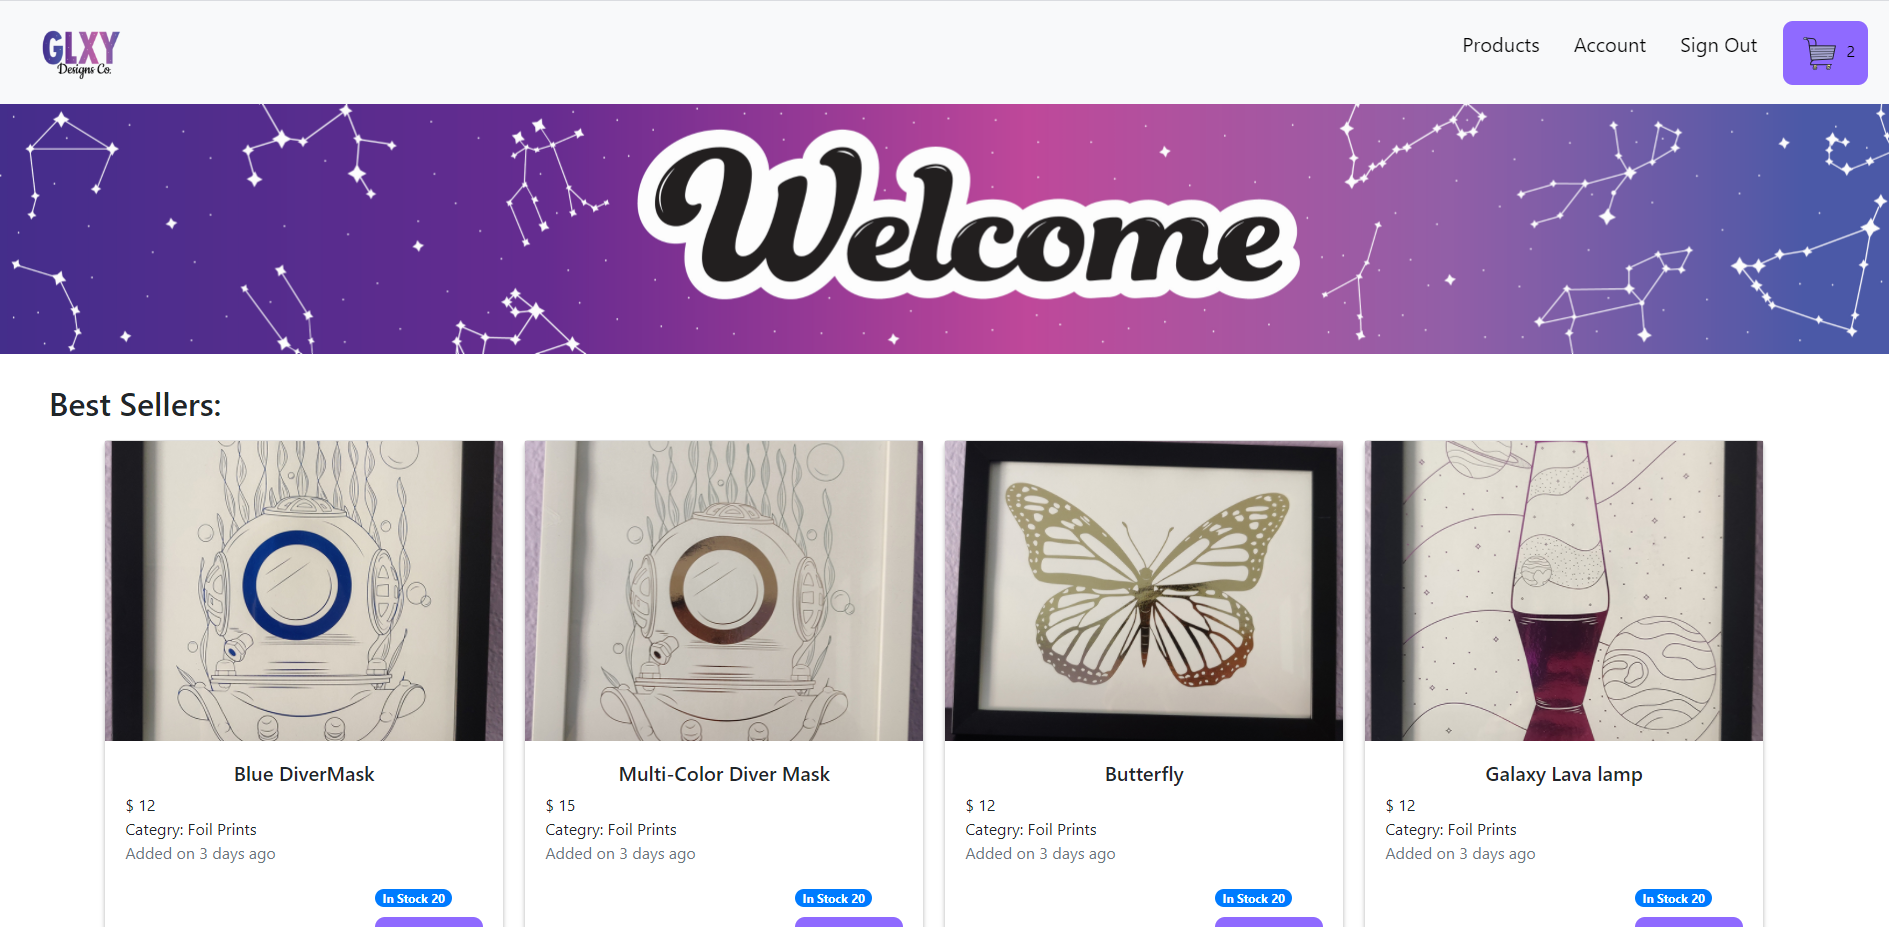 GLXY
Designs Co.
Products Account Sign Out 2
Welcome
Best Sellers:
Blue DiverMask
$ 12
Categry: Foil Prints
Added on 3 days ago
In Stock 20
Multi-Color Diver Mask
$ 15
Categry: Foil Prints
Added on 3 days ago
In Stock 20
Butterfly
$ 12
Categry: Foil Prints
Added on 3 days ago
In Stock 20
Galaxy Lava lamp
$ 12
Categry: Foil Prints
Added on 3 days ago
In Stock 20